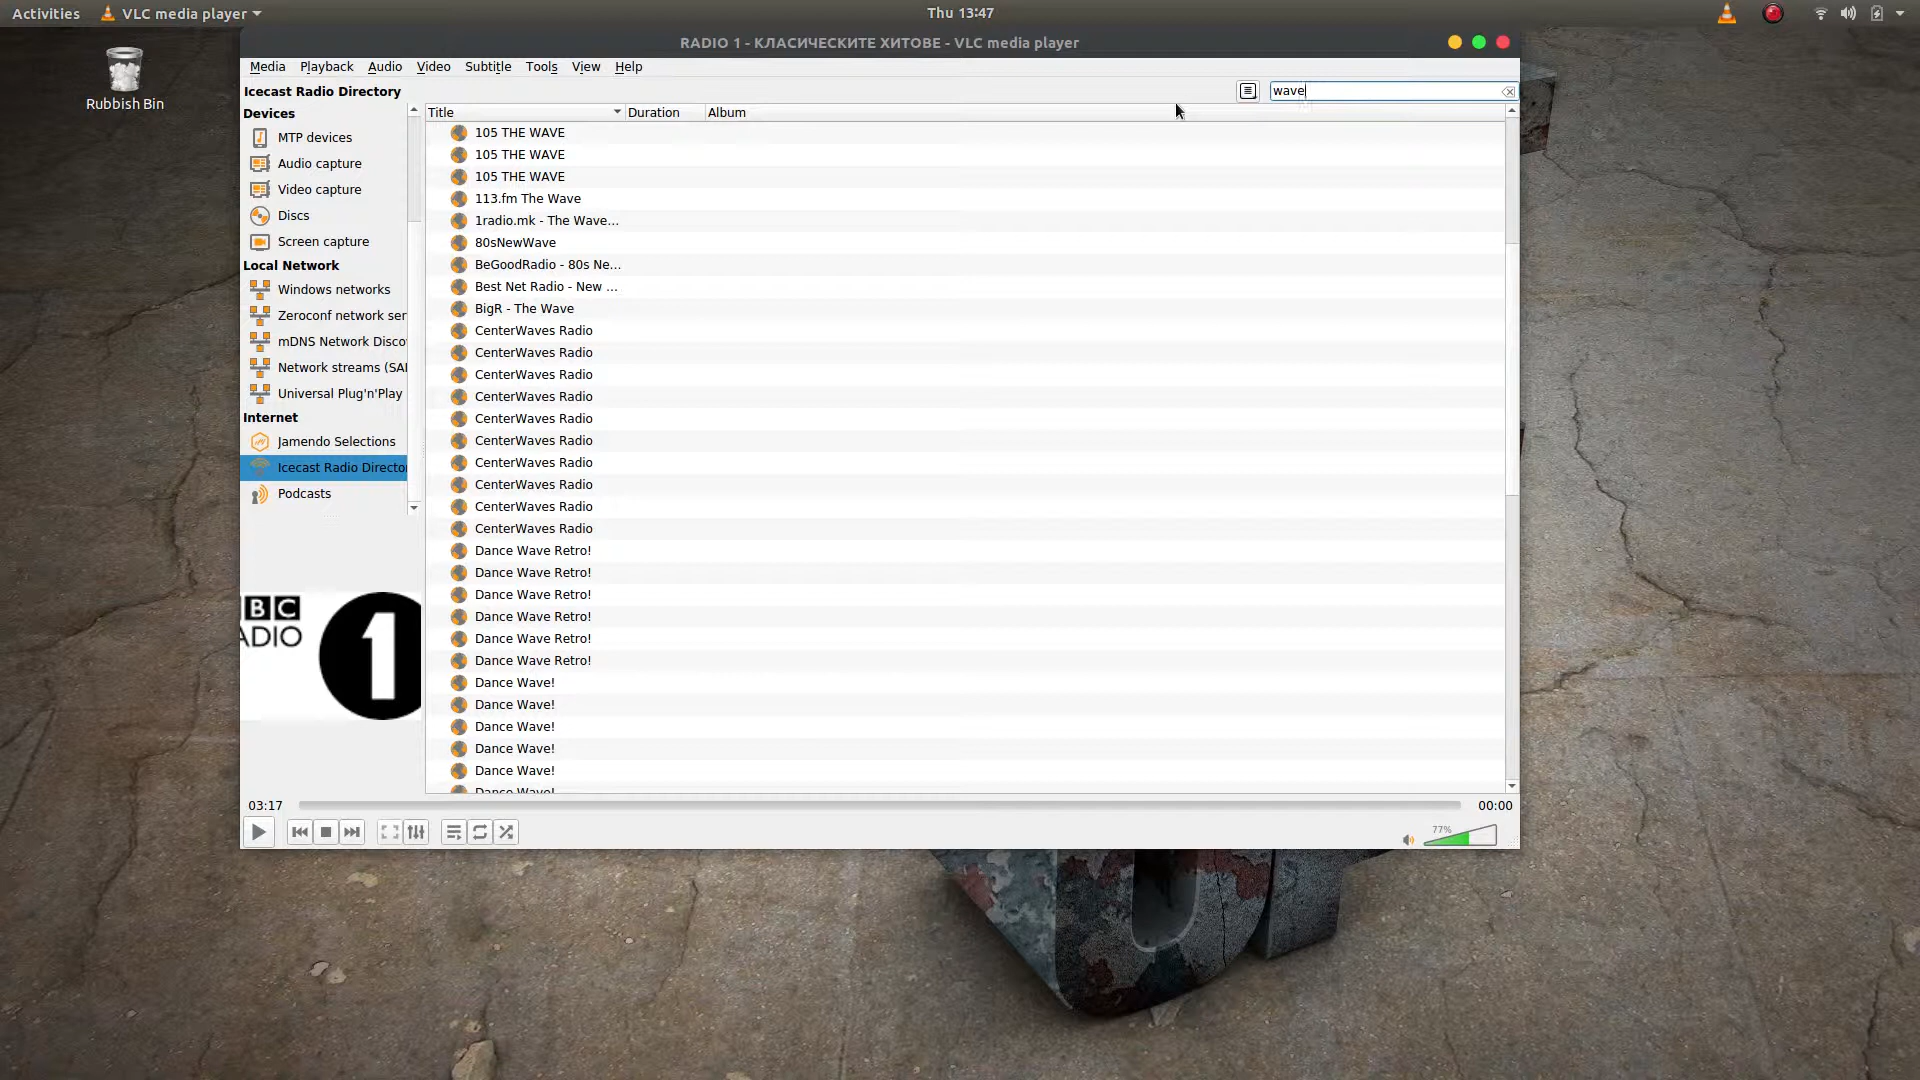 Activities
VLC media player
Thu 13:47
Rubbish Bin
RADIO 1 - КЛАСИЧЕСКИТЕ ХИТОВЕ - VLC media player
Media Playback Audio Video Subtitle Tools View Help
Icecast Radio Directory
wave
Devices
MTP devices
Audio capture
Video capture
Discs
Screen capture
Local Network
Windows networks
Zeroconf network ser
mDNS Network Disco
Network streams (SAI
Universal Plug'n'Play
Internet
Jamendo Selections
Icecast Radio Director
Podcasts
BBC
RADIO
1
Title Duration Album
105 THE WAVE
105 THE WAVE
105 THE WAVE
113.fm The Wave
1radio.mk - The Wave...
80sNewWave
BeGoodRadio - 80s Ne...
Best Net Radio - New ...
BigR - The Wave
CenterWaves Radio
CenterWaves Radio
CenterWaves Radio
CenterWaves Radio
CenterWaves Radio
CenterWaves Radio
CenterWaves Radio
CenterWaves Radio
CenterWaves Radio
CenterWaves Radio
Dance Wave Retro!
Dance Wave Retro!
Dance Wave Retro!
Dance Wave Retro!
Dance Wave Retro!
Dance Wave Retro!
Dance Wave!
Dance Wave!
Dance Wave!
Dance Wave!
Dance Wave!
Dance Wave!
03:17
00:00
77%